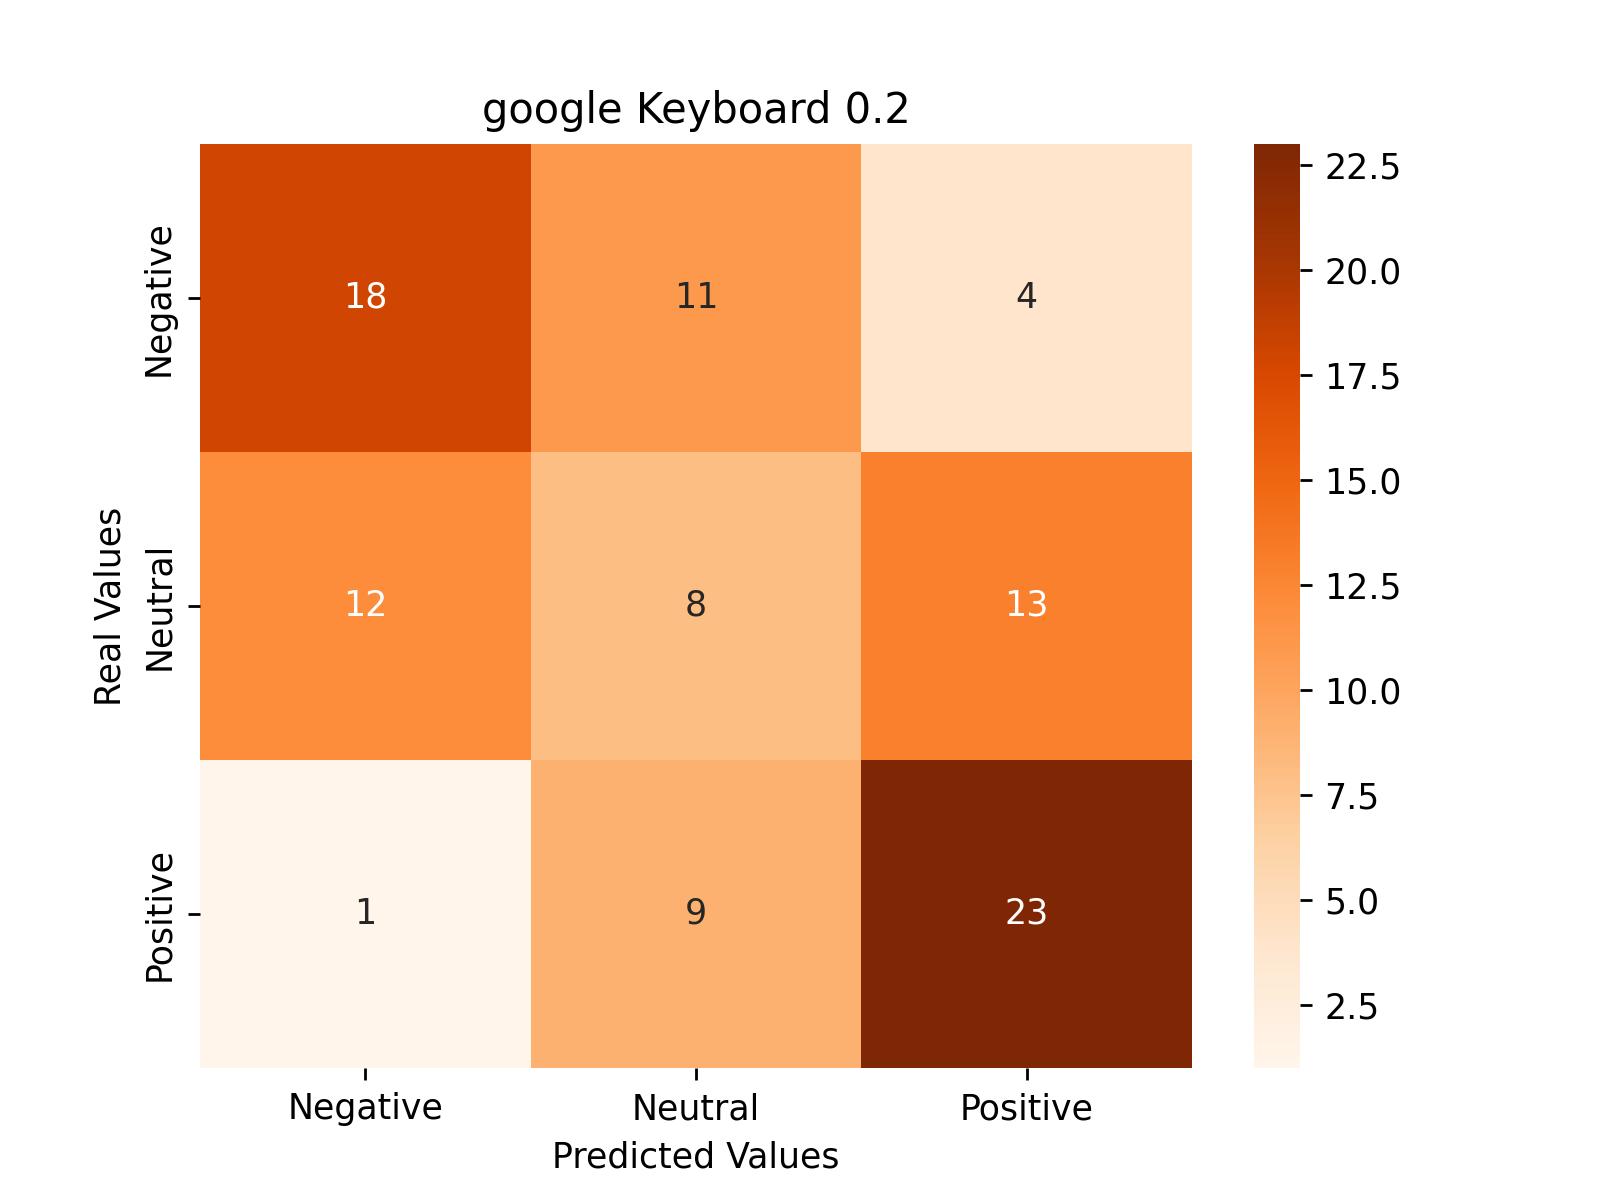 google Keyboard 0.2
Real Values
Negative
Neutral
Positive
18 11 4
12 8 13
1 9 23
Negative Neutral Positive
Predicted Values
22.5
20.0
17.5
15.0
12.5
10.0
7.5
5.0
2.5